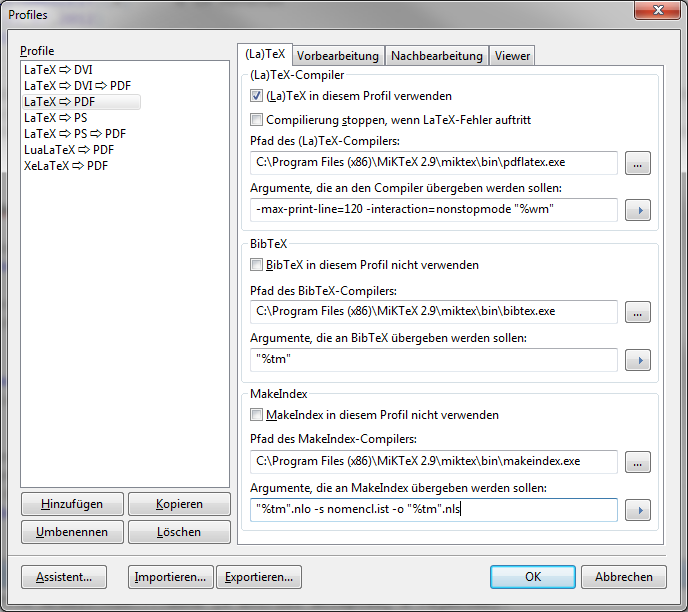 Profiles
Profile
LaTeX ⇨ DVI
LaTeX ⇨ DVI ⇨ PDF
LaTeX ⇨ PDF
LaTeX ⇨ PS
LaTeX ⇨ PS ⇨ PDF
LuaLaTeX ⇨ PDF
XeLaTeX ⇨ PDF
Hinzufügen
Kopieren
Umbenennen
Löschen
(La)TeX
Vorbearbeitung
Nachbearbeitung
Viewer
(La)TeX-Compiler
(La)TeX in diesem Profil verwenden
Compilierung stoppen, wenn LaTeX-Fehler auftritt
Pfad des (La)TeX-Compilers:
C:\Program Files (x86)\MiKTeX 2.9\miktex\bin\pdflatex.exe
...
Argumente, die an den Compiler übergeben werden sollen:
-max-print-line=120 -interaction=nonstopmode "%wm"
BibTeX
BibTeX in diesem Profil nicht verwenden
Pfad des BibTeX-Compilers:
C:\Program Files (x86)\MiKTeX 2.9\miktex\bin\bibtex.exe
...
Argumente, die an BibTeX übergeben werden sollen:
"%tm"
MakeIndex
MakeIndex in diesem Profil nicht verwenden
Pfad des MakeIndex-Compilers:
C:\Program Files (x86)\MiKTeX 2.9\miktex\bin\makeindex.exe
...
Argumente, die an MakeIndex übergeben werden sollen:
"%tm".nlo -s nomencl.ist -o "%tm".nls
Assistent...
Importieren...
Exportieren...
OK
Abbrechen